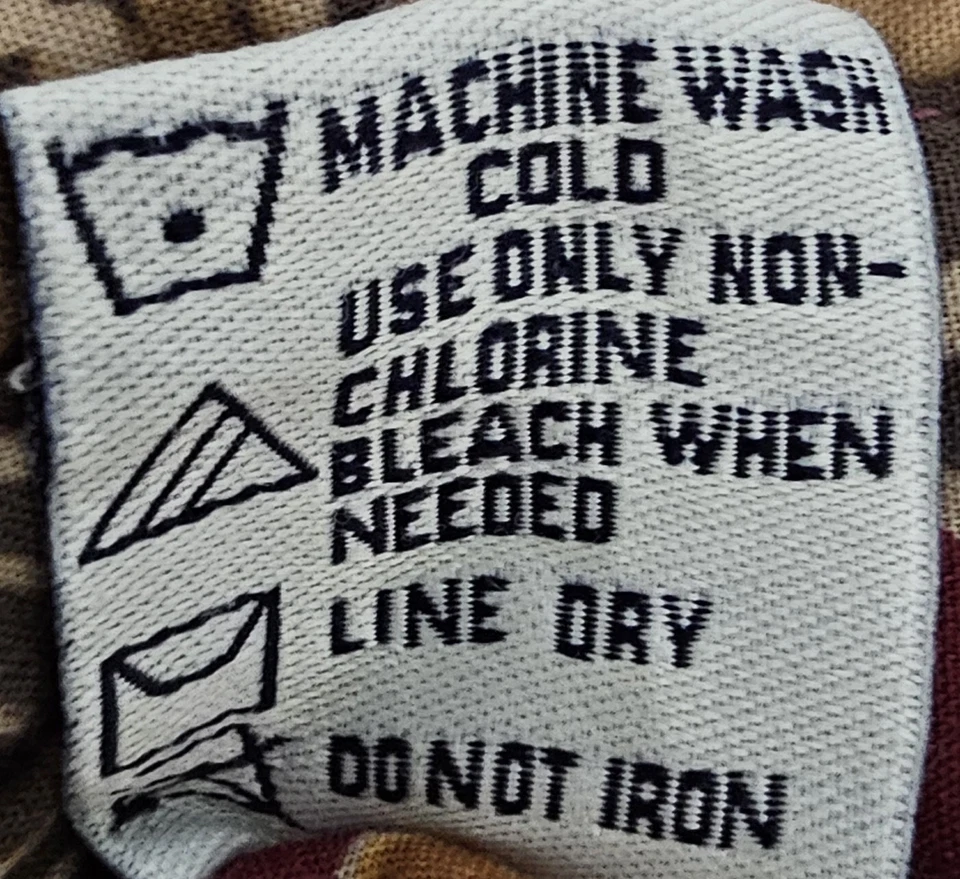 MACHINE WASH
COLD
USE ONLY NON-
CHLORINE
BLEACH WHEN
NEEDED
LINE DRY
DO NOT IRON